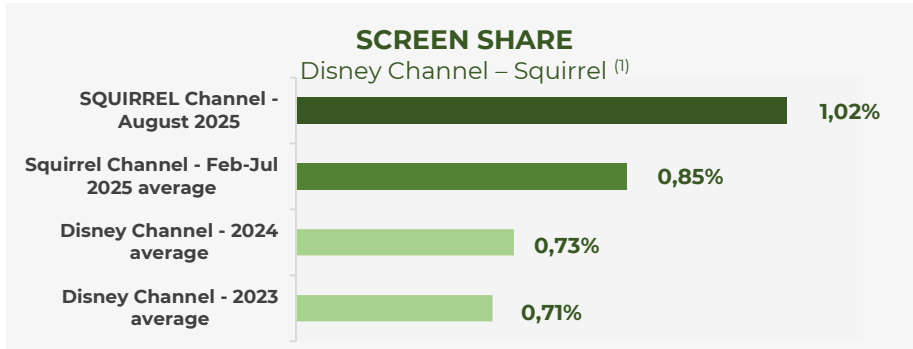 SCREEN SHARE
Disney Channel – Squirrel (1)
SQUIRREL Channel -
August 2025
1,02%
Squirrel Channel - Feb-Jul
2025 average
0,85%
Disney Channel - 2024
average
0,73%
Disney Channel - 2023
average
0,71%